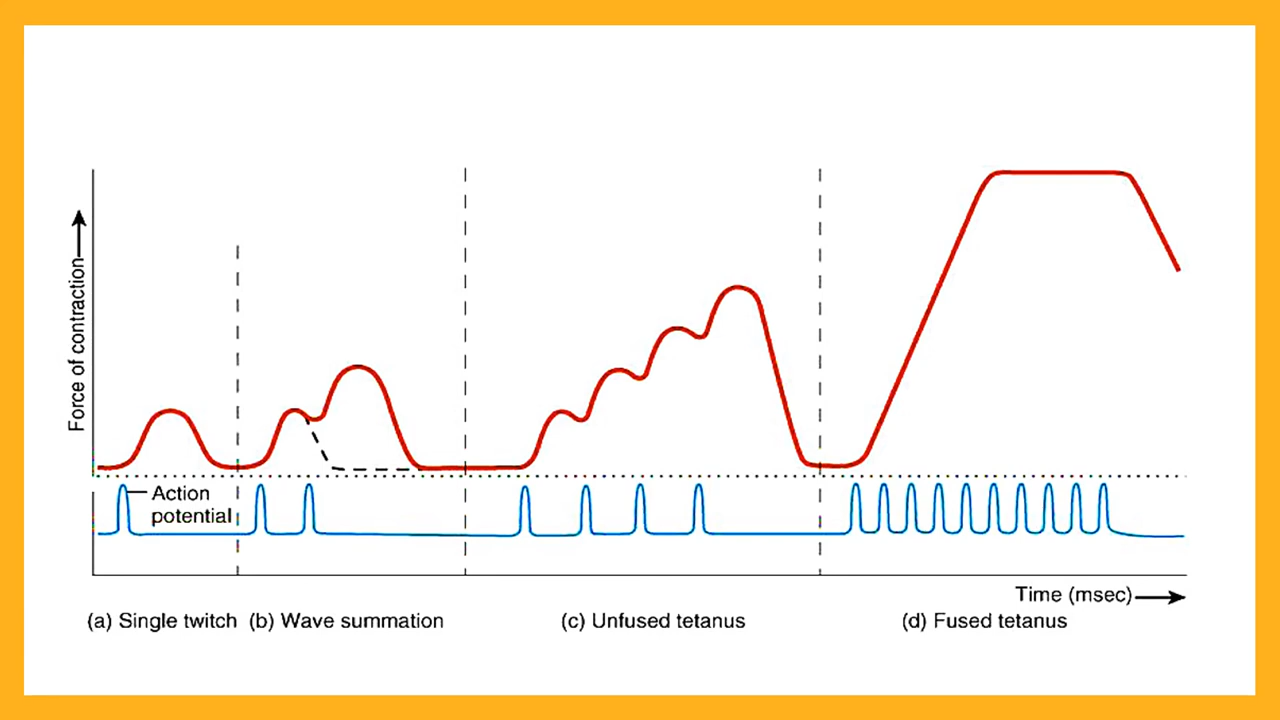 Force of contraction
Action
potential
Time (msec)
(a) Single twitch
(b) Wave summation
(c) Unfused tetanus
(d) Fused tetanus